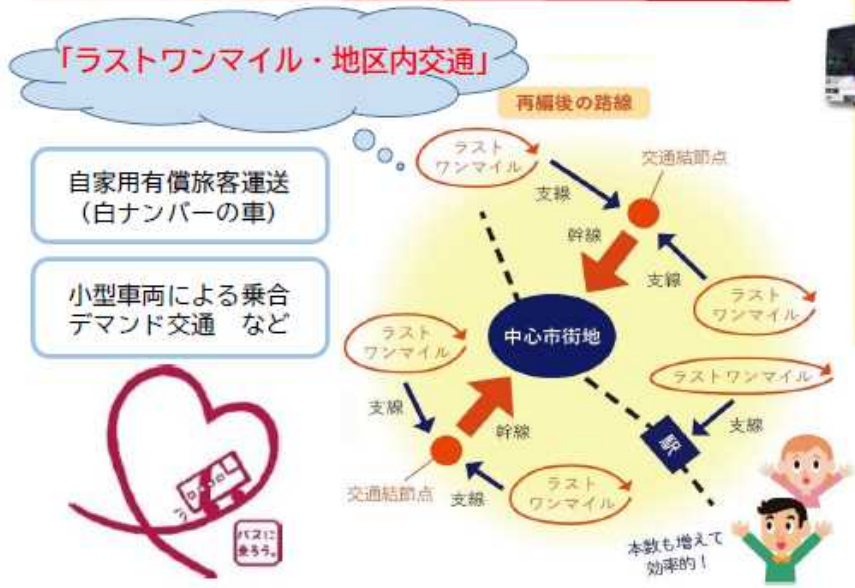 「ラストワンマイル・地区内交通」
再編後の路線
自家用有償旅客運送
（白ナンバーの車）
小型車両による乗合
デマンド交通　など
ラスト
ワンマイル
支線
交通結節点
幹線
支線
ラスト
ワンマイル
中心市街地
ラスト
ワンマイル
支線
幹線
交通結節点
支線
ラスト
ワンマイル
ラストワンマイル
支線
駅
本数も増えて
効率的！
バスに
乗ろう。